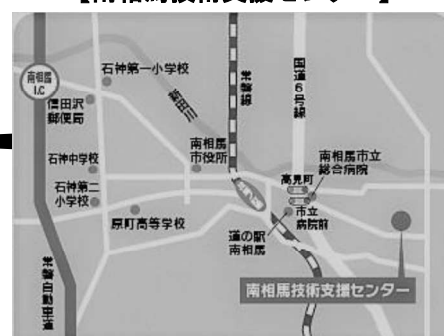 【南相馬技術支援センター】
南相馬
I.C
信田沢
郵便局
石神第一小学校
新田川
常磐線
国道6号線
石神中学校
石神第二
小学校
南相馬
市役所
南相馬市立
総合病院
高見町
原町高等学校
市立
病院前
道の駅
南相馬
常磐自動車道
南相馬技術支援センター